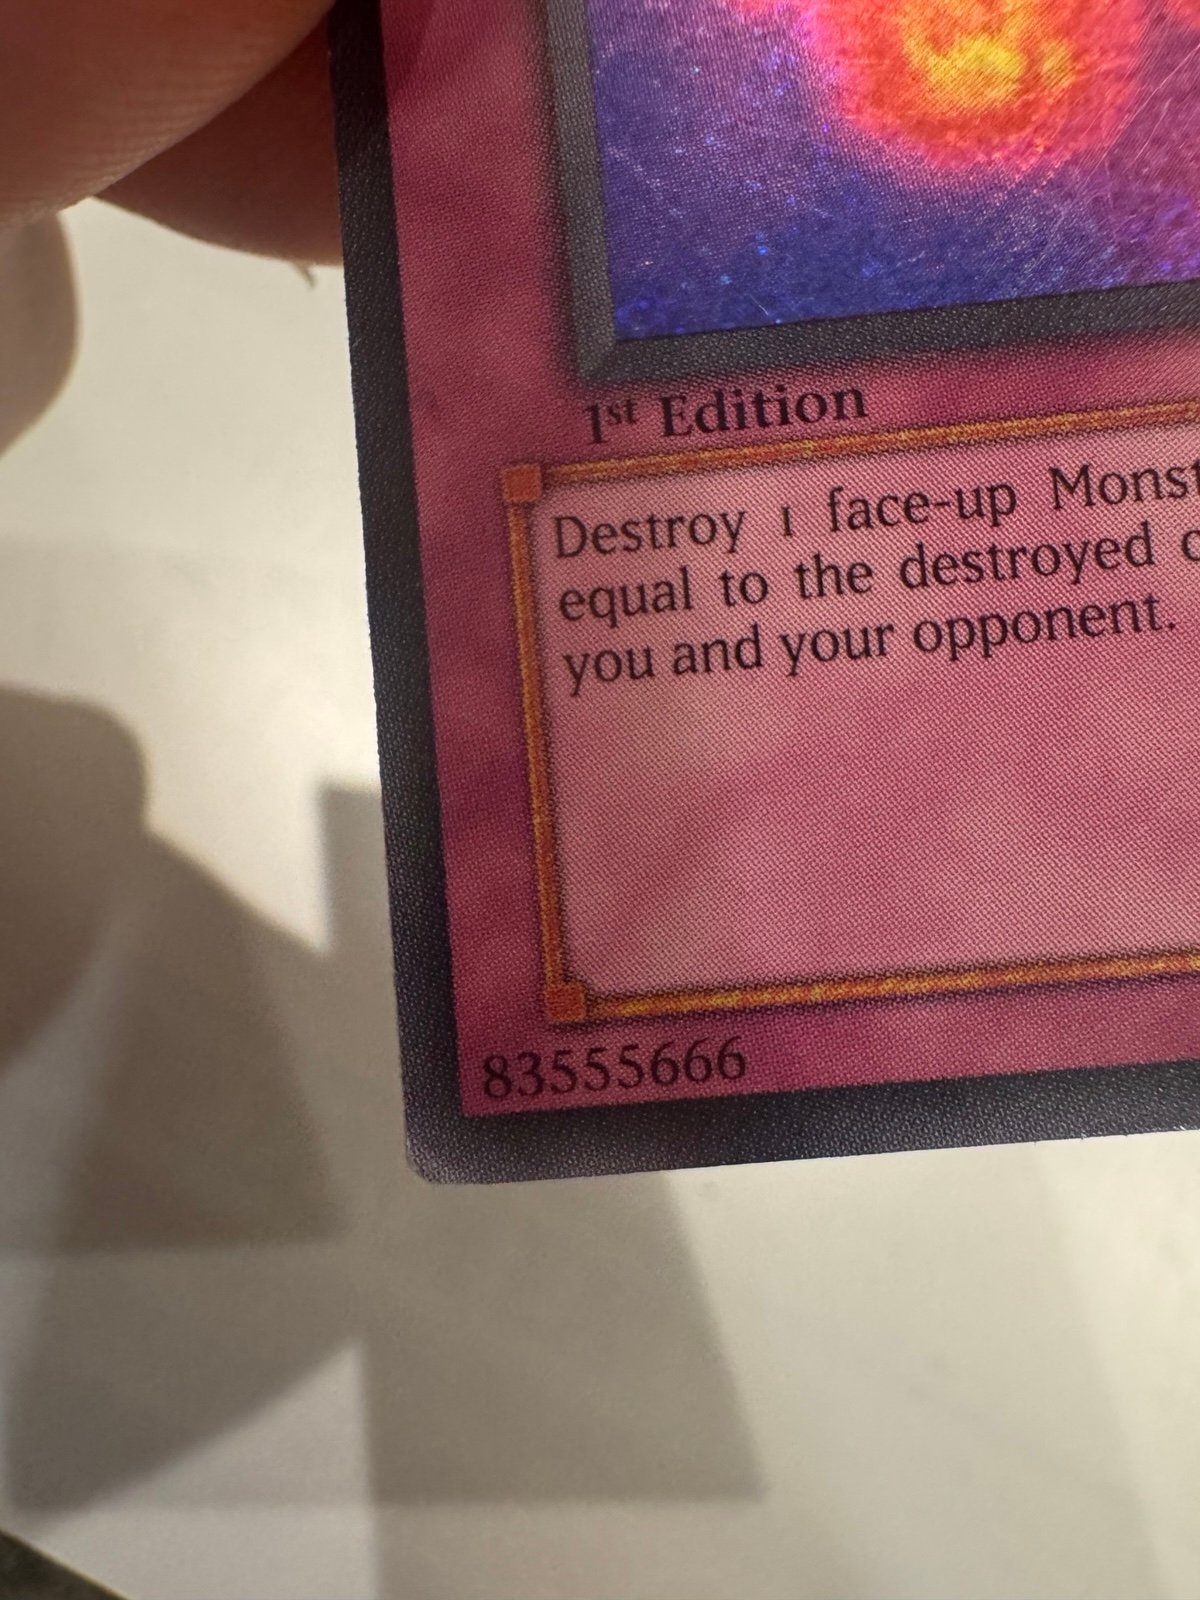 1st Edition
Destroy 1 face-up Monst
equal to the destroyed c
you and your opponent.
83555666